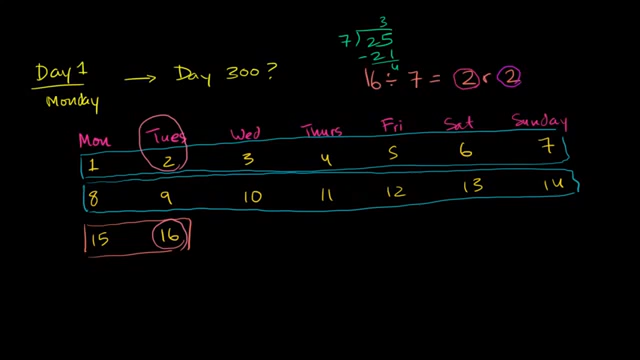 3
7 25
Day 1 → Day 300?
-21
4
16 ÷ 7 = 2 r 2
Monday
Mon Tues Wed Thurs Fri Sat Sunday
1 2 3 4 5 6 7
8 9 10 11 12 13 14
15 16